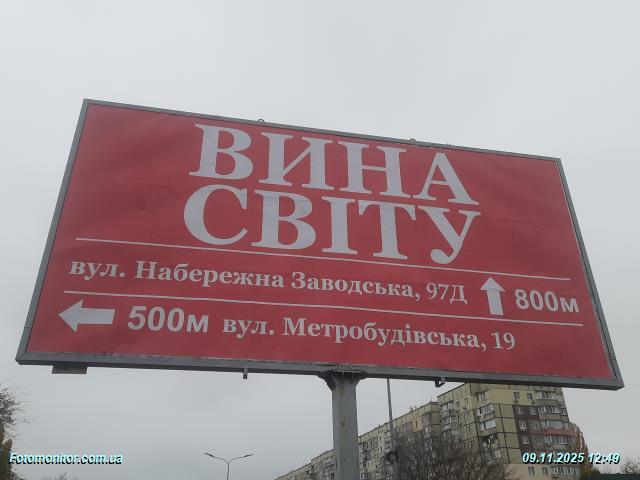 ВИНА
СВІТУ
вул. Набережна Заводська, 97Д ↑ 800м
← 500м вул. Метробудівська, 19
Fotomonitor.com.ua
09.11.2025 12:49